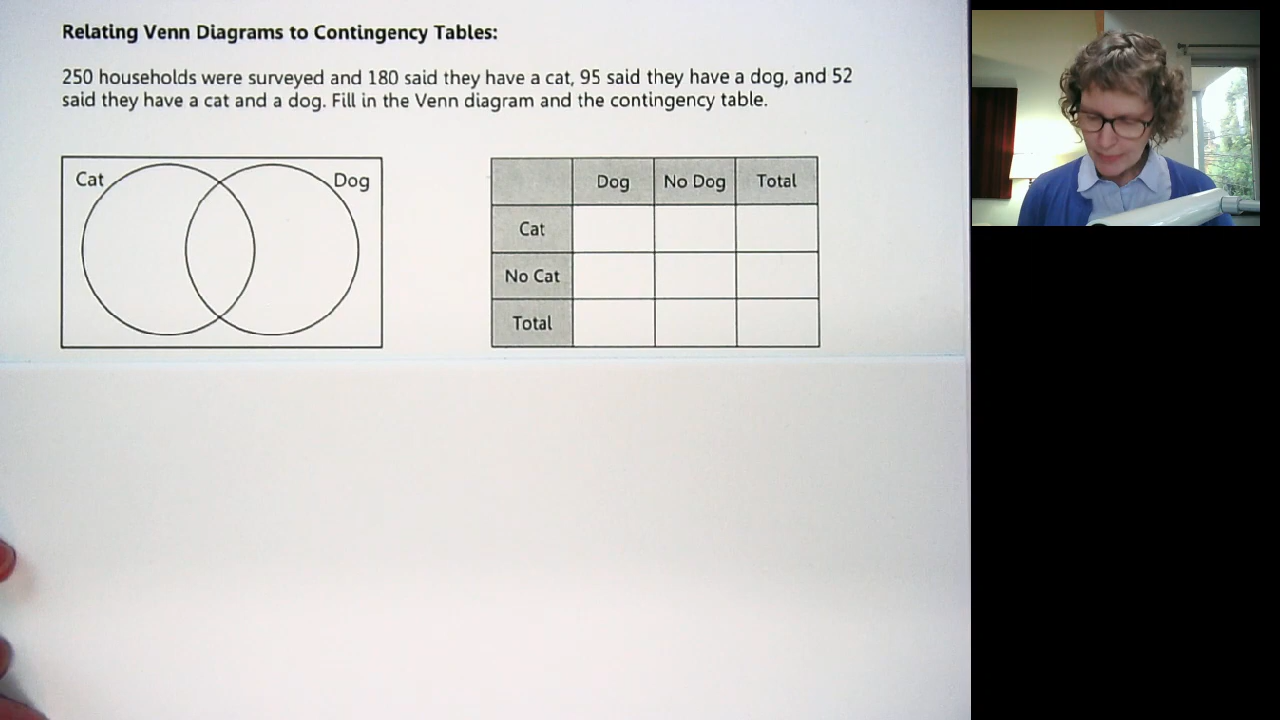 Relating Venn Diagrams to Contingency Tables:
250 households were surveyed and 180 said they have a cat, 95 said they have a dog, and 52
said they have a cat and a dog. Fill in the Venn diagram and the contingency table.
Cat Dog
Dog No Dog Total
Cat
No Cat
Total